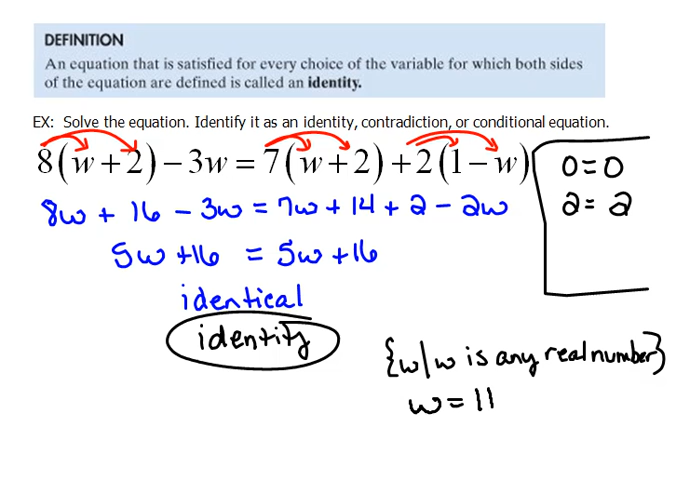 DEFINITION
An equation that is satisfied for every choice of the variable for which both sides
of the equation are defined is called an identity.
EX: Solve the equation. Identify it as an identity, contradiction, or conditional equation.
8(w+2)−3w=7(w+2)+2(1−w)
0=0
2=2
8w + 16 − 3w = 7w + 14 + 2 − 2w
5w +16 = 5w +16
identical
identity
{w|w is any real number}
w = 11